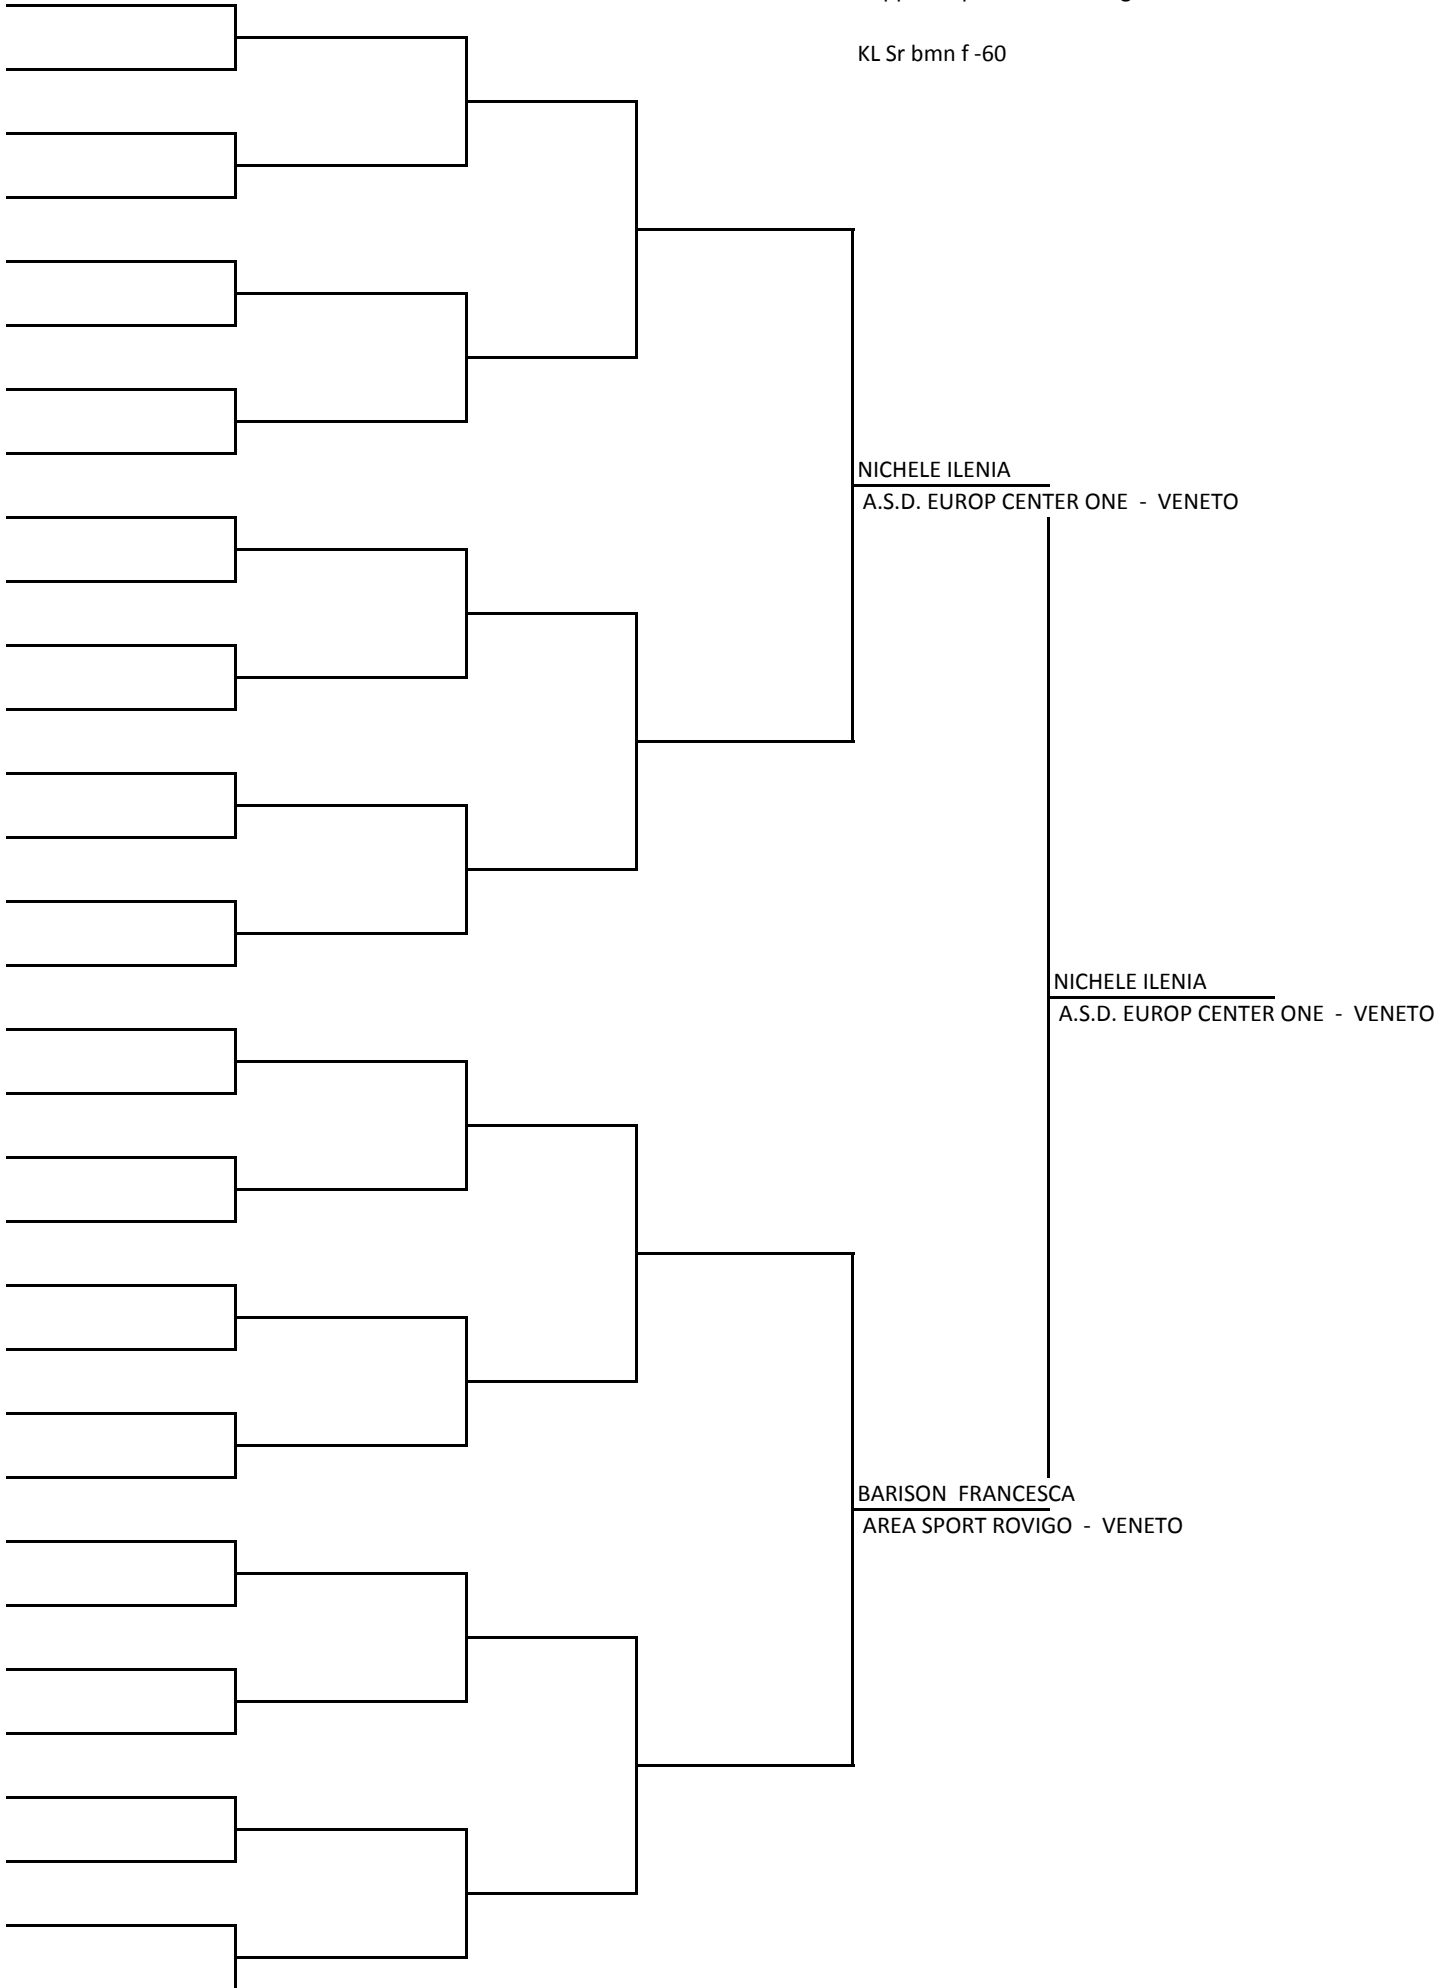 KL Sr bmn f -60
NICHELE ILENIA
A.S.D. EUROP CENTER ONE - VENETO
NICHELE ILENIA
A.S.D. EUROP CENTER ONE - VENETO
BARISON FRANCESCA
AREA SPORT ROVIGO - VENETO